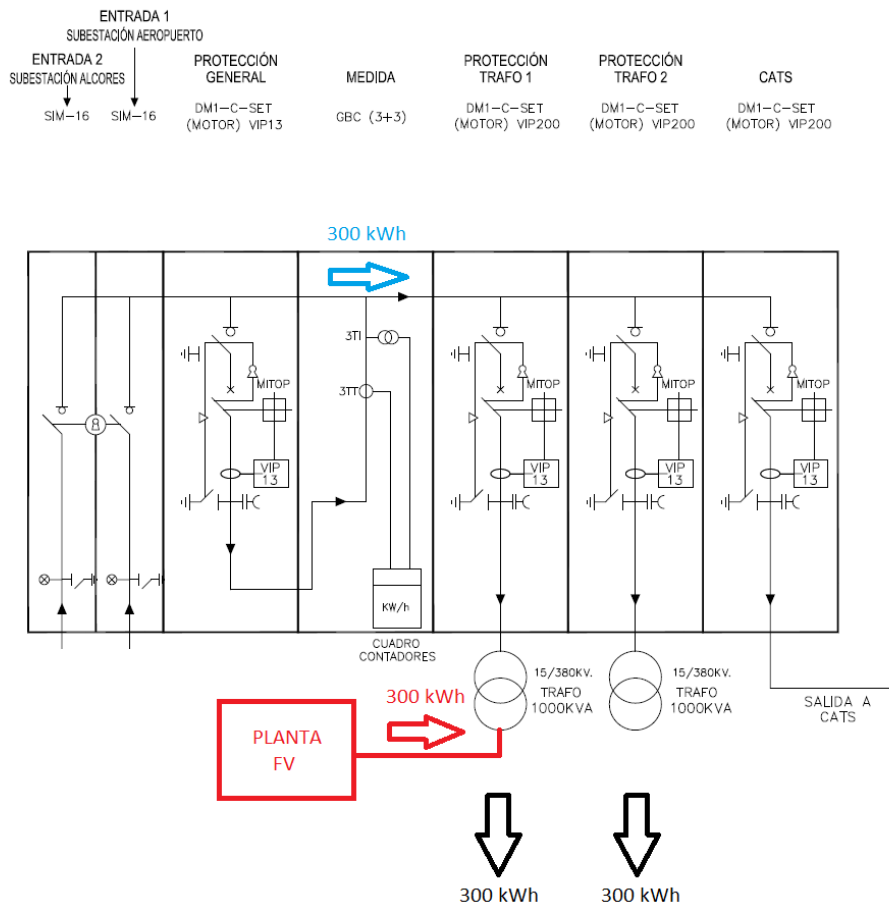 ENTRADA 1
SUBESTACIÓN AEROPUERTO
ENTRADA 2
SUBESTACIÓN ALCORES
SIM-16
SIM-16
PROTECCIÓN
GENERAL
DM1-C-SET
(MOTOR) VIP13
MEDIDA
GBC (3+3)
PROTECCIÓN
TRAFO 1
DM1-C-SET
(MOTOR) VIP200
PROTECCIÓN
TRAFO 2
DM1-C-SET
(MOTOR) VIP200
CATS
DM1-C-SET
(MOTOR) VIP200
300 kWh
MITOP
VIP
13
3TI
3TT
KW/h
CUADRO
CONTADORES
MITOP
VIP
13
MITOP
VIP
13
MITOP
VIP
13
15/380KV.
TRAFO
1000KVA
15/380KV.
TRAFO
1000KVA
SALIDA A
CATS
300 kWh
PLANTA
FV
300 kWh
300 kWh